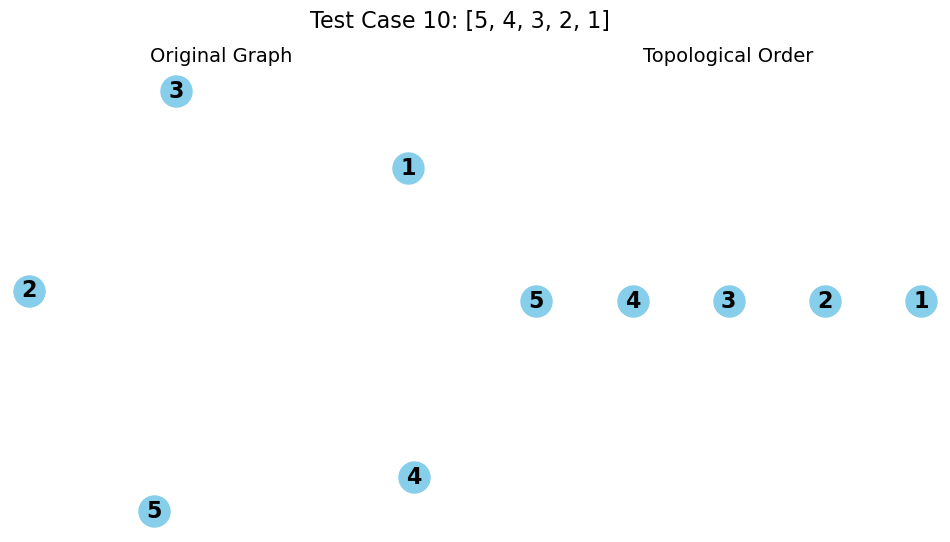 Test Case 10: [5, 4, 3, 2, 1]
Original Graph
3
1
2
5
4
Topological Order
5 4 3 2 1